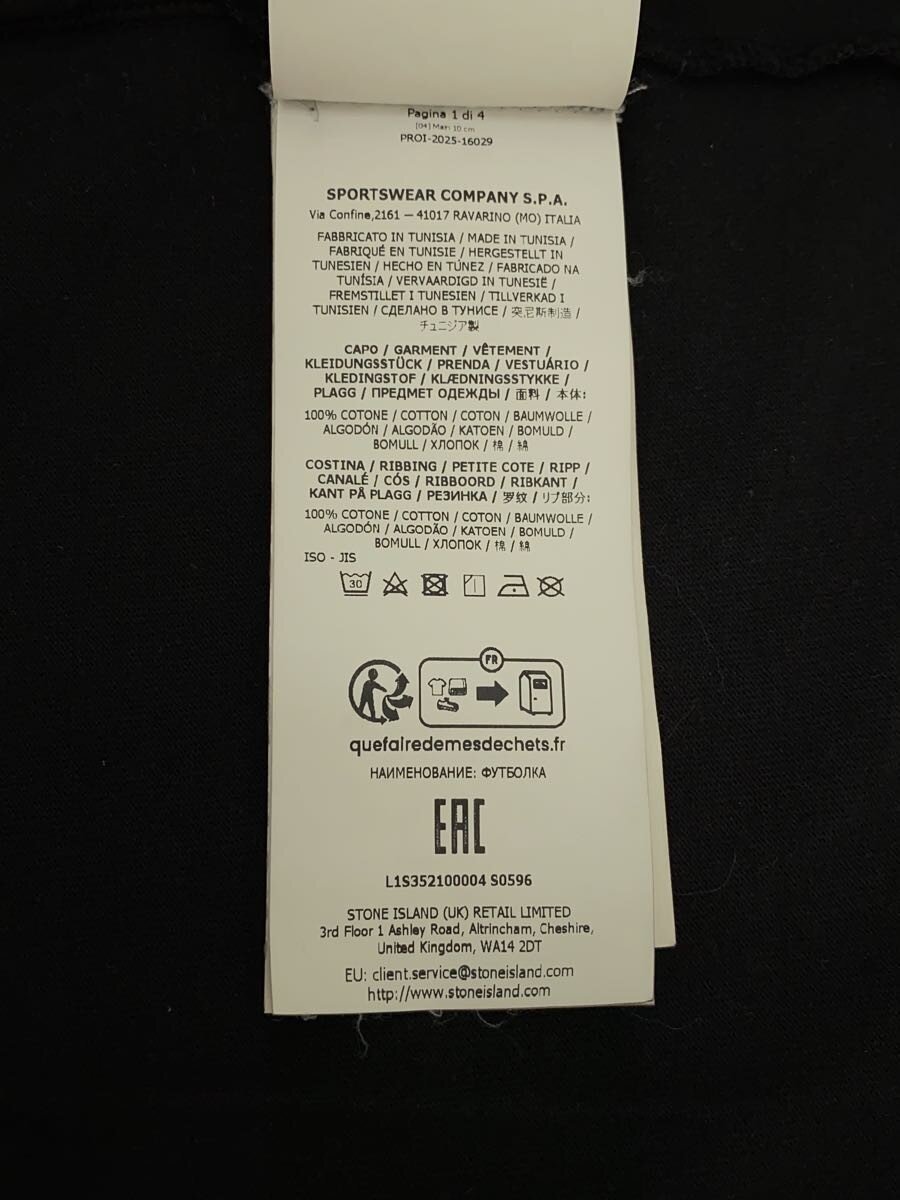 Pagina 1 di 4
[04] Man 10 cm
PROI-2025-16029
SPORTSWEAR COMPANY S.P.A.
Via Confine,2161 — 41017 RAVARINO (MO) ITALIA
FABBRICATO IN TUNISIA / MADE IN TUNISIA /
FABRIQUÉ EN TUNISIE / HERGESTELLT IN
TUNESIEN / HECHO EN TÚNEZ / FABRICADO NA
TUNÍSIA / VERVAARDIGD IN TUNESIË /
FREMSTILLET I TUNESIEN / TILLVERKAD I
TUNISIEN / СДЕЛАНО В ТУНИСЕ / 突尼斯制造 /
チュニジア製
CAPO / GARMENT / VÊTEMENT /
KLEIDUNGSSTÜCK / PRENDA / VESTUÁRIO /
KLEDINGSTOF / KLÆDNINGSSTYKKE /
PLAGG / ПРЕДМЕТ ОДЕЖДЫ / 面料 / 本体:
100% COTONE / COTTON / COTON / BAUMWOLLE /
ALGODÓN / ALGODÃO / KATOEN / BOMULD /
BOMULL / ХЛОПОК / 棉 / 綿
COSTINA / RIBBING / PETITE COTE / RIPP /
CANALÉ / CÓS / RIBBOORD / RIBKANT /
KANT PÅ PLAGG / РЕЗИНКА / 罗纹 / リブ部分:
100% COTONE / COTTON / COTON / BAUMWOLLE /
ALGODÓN / ALGODÃO / KATOEN / BOMULD /
BOMULL / ХЛОПОК / 棉 / 綿
ISO - JIS
30
FR
quefairedemesdechets.fr
НАИМЕНОВАНИЕ: ФУТБОЛКА
EAC
L1S352100004 S0596
STONE ISLAND (UK) RETAIL LIMITED
3rd Floor 1 Ashley Road, Altrincham, Cheshire,
United Kingdom, WA14 2DT
EU: client.service@stoneisland.com
http://www.stoneisland.com